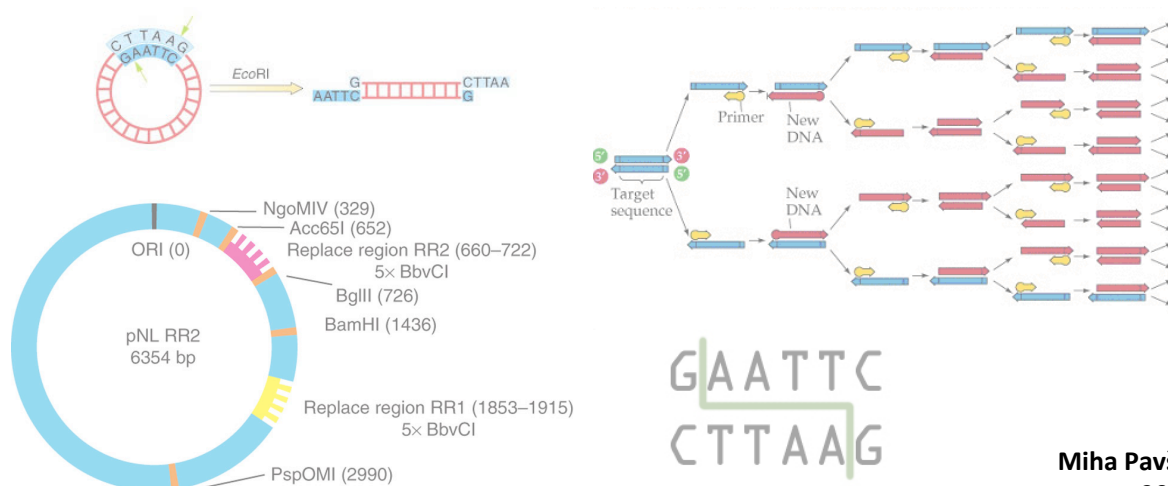 CTTAAG
GAATTC
EcoRI
G
CTTAA
AATTC
G
NgoMIV (329)
Acc65I (652)
ORI (0)
Replace region RR2 (660–722)
5× BbvCI
BglII (726)
BamHI (1436)
pNL RR2
6354 bp
Replace region RR1 (1853–1915)
5× BbvCI
PspOMI (2990)
Primer
New
DNA
5' 3'
3' 5'
Target
sequence
New
DNA
GAATTC
CTTAAG
Miha